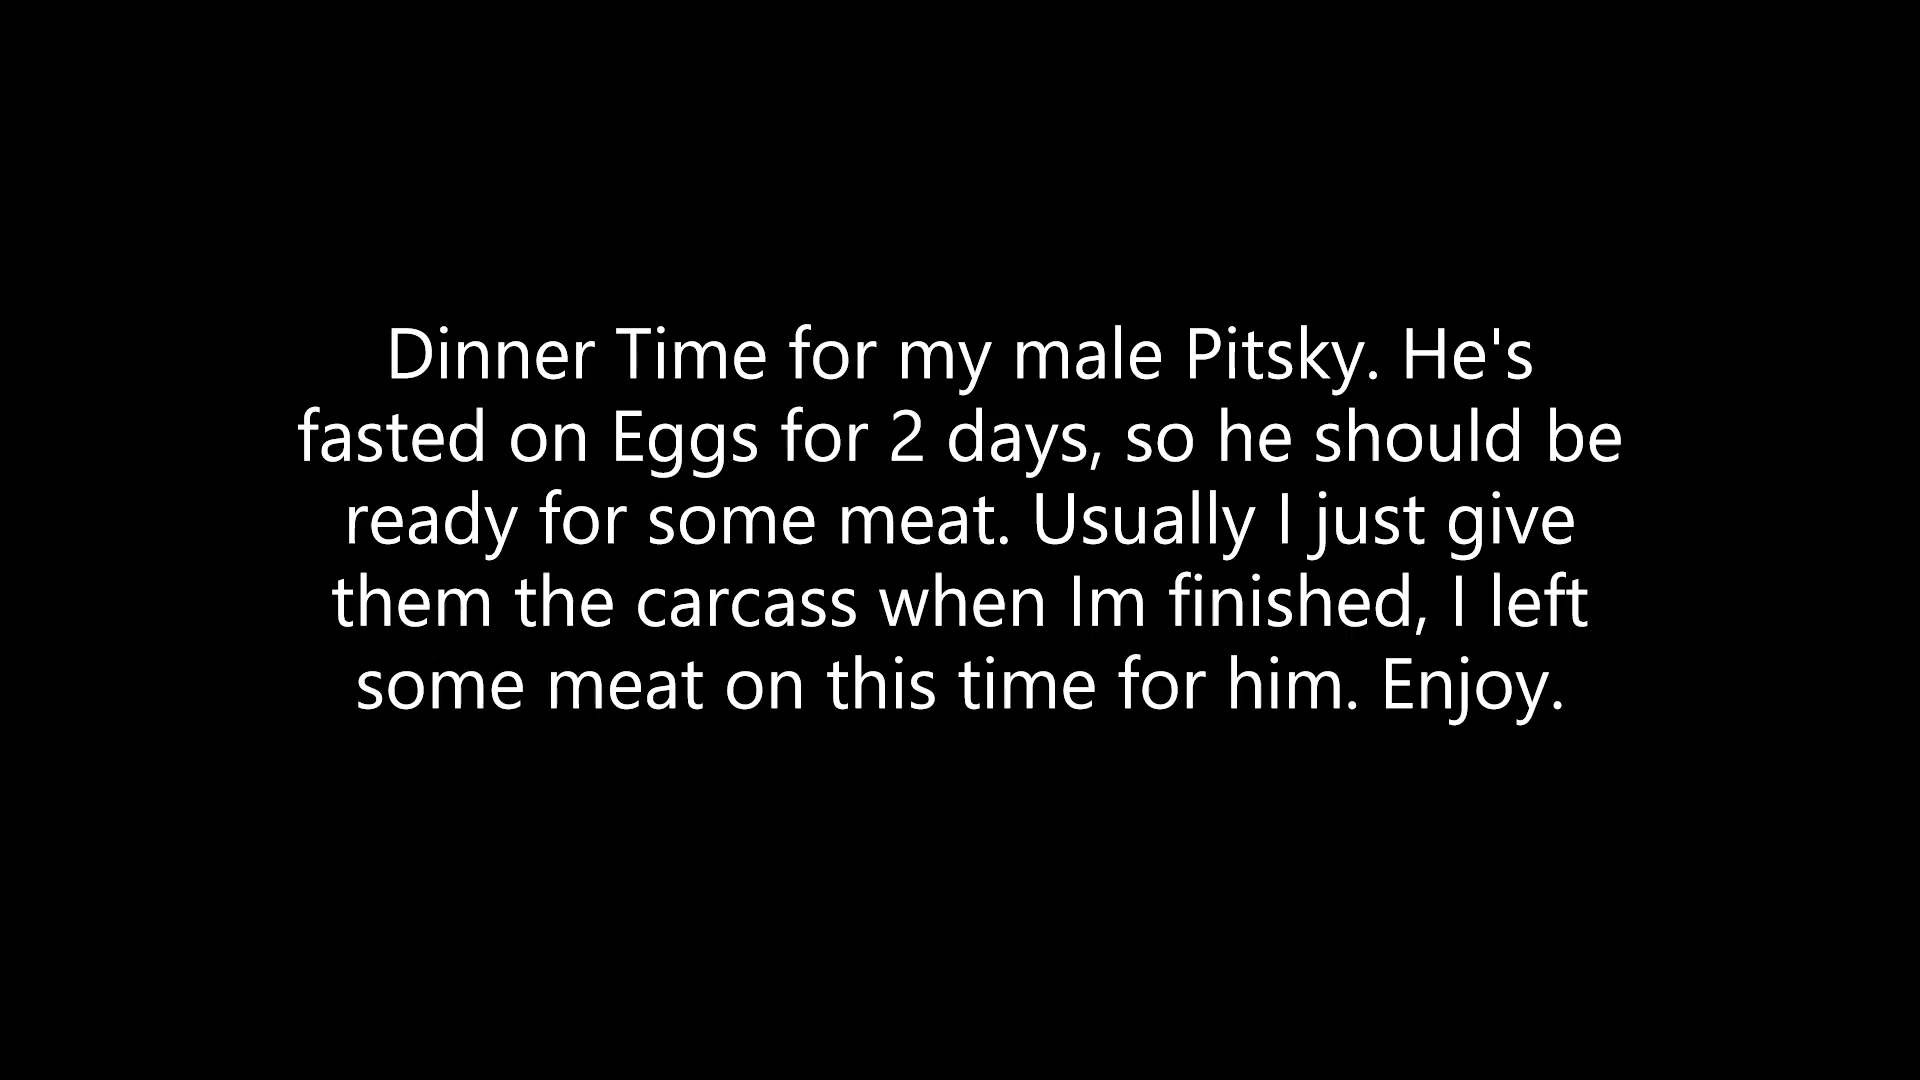 Dinner Time for my male Pitsky. He's
fasted on Eggs for 2 days, so he should be
ready for some meat. Usually I just give
them the carcass when Im finished, I left
some meat on this time for him. Enjoy.